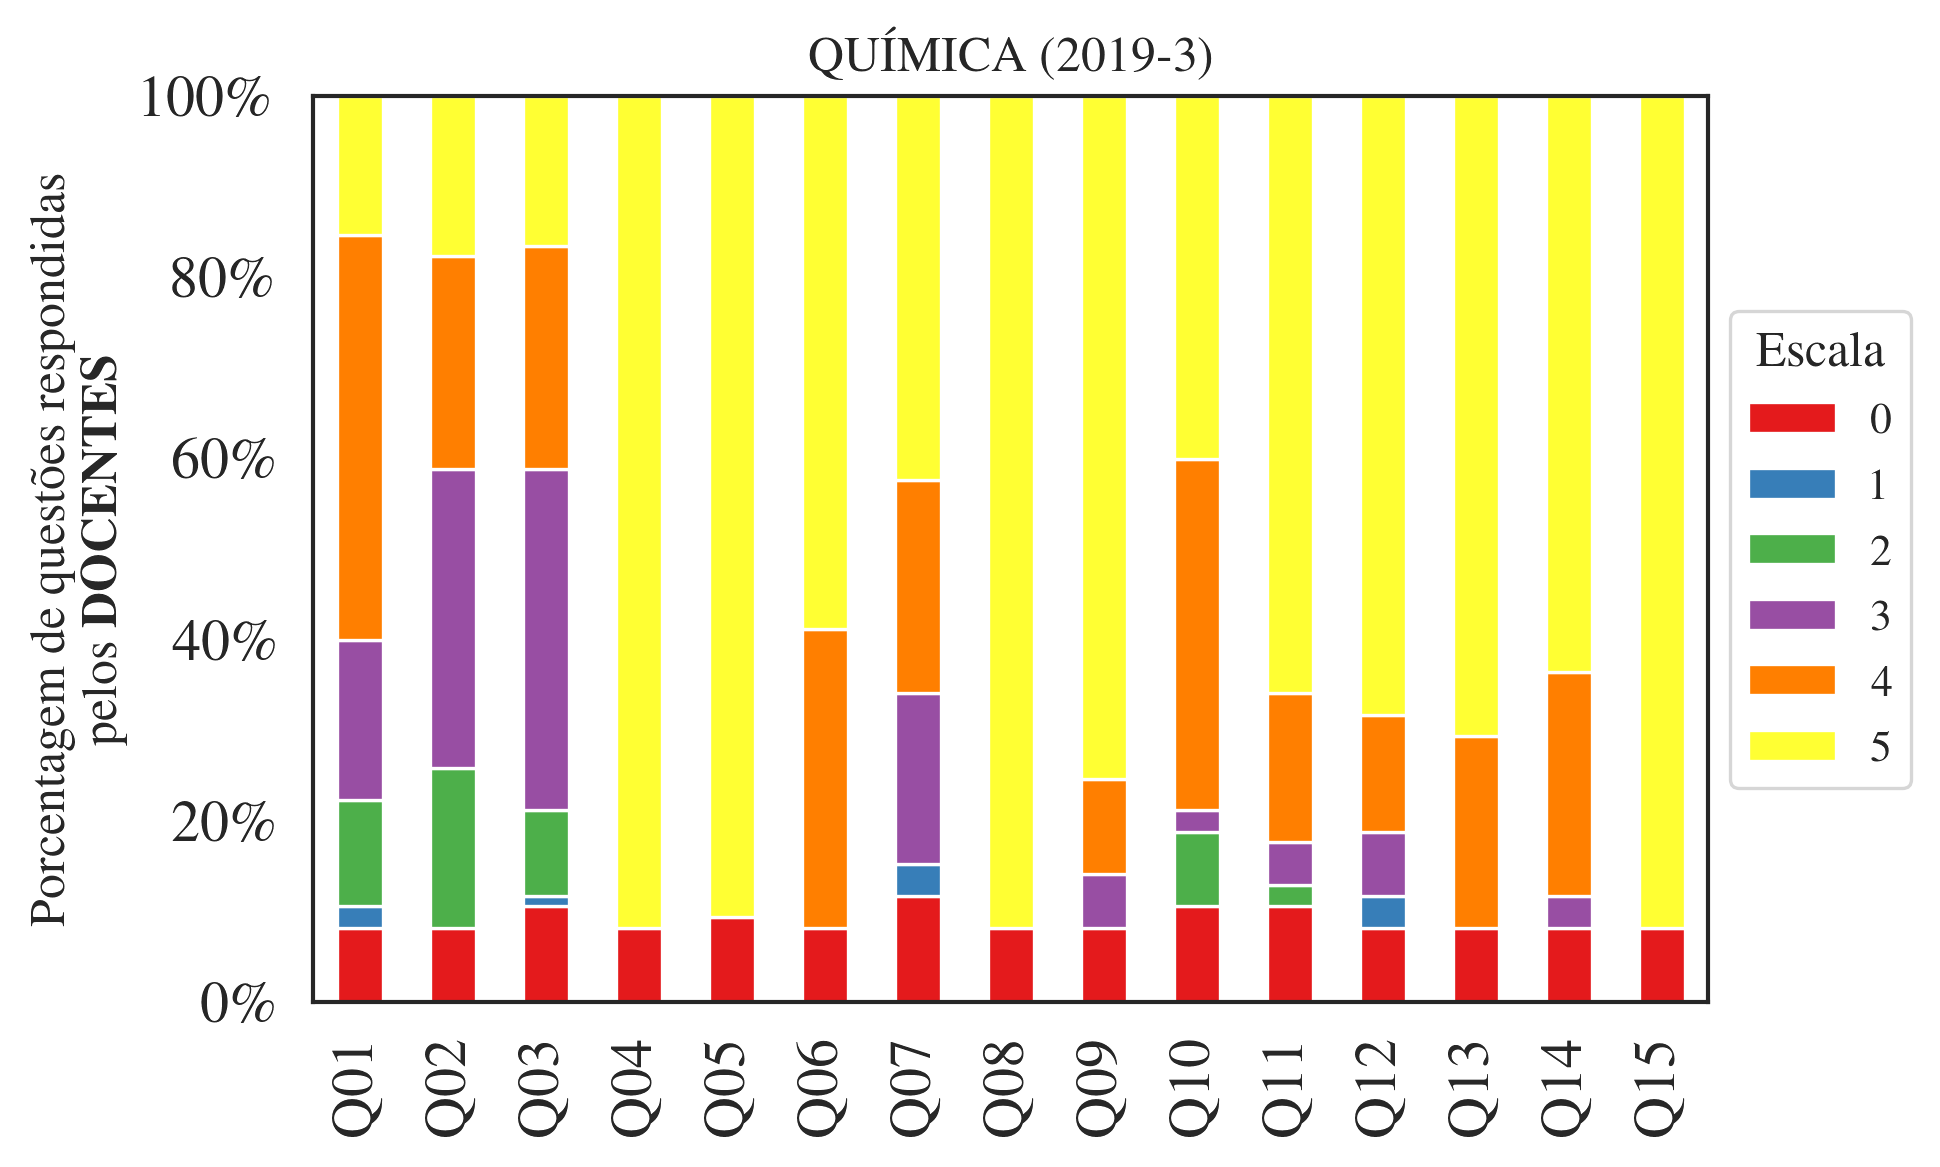 QUÍMICA (2019-3)
100%
80%
60%
40%
20%
0%
Porcentagem de questões respondidas
pelos DOCENTES
Q01
Q02
Q03
Q04
Q05
Q06
Q07
Q08
Q09
Q10
Q11
Q12
Q13
Q14
Q15
Escala
0
1
2
3
4
5